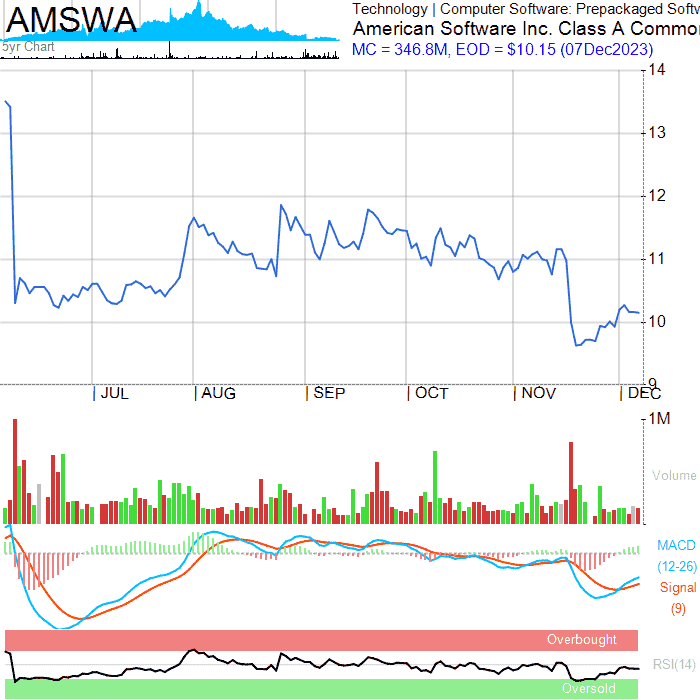 AMSWA
5yr Chart
Technology | Computer Software: Prepackaged Softw
American Software Inc. Class A Common
MC = 346.8M, EOD = $10.15 (07Dec2023)
14
13
12
11
10
9
JUL
AUG
SEP
OCT
NOV
DEC
1M
Volume
MACD
(12-26)
Signal
(9)
Overbought
RSI(14)
Oversold